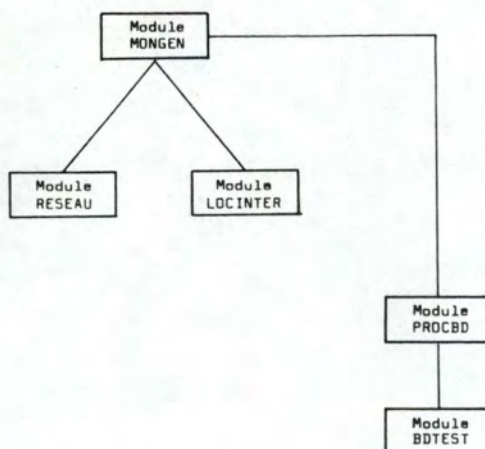 Module
MONGEN
Module
RESEAU
Module
LOCINTER
Module
PROCBD
Module
BDTEST